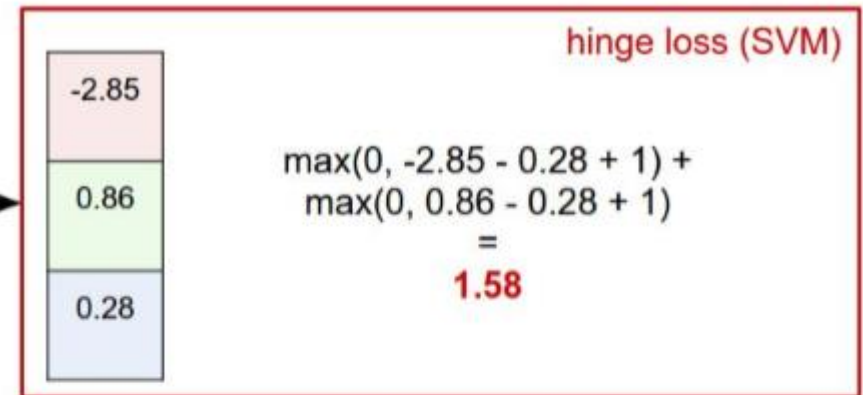 hinge loss (SVM)
-2.85
0.86
0.28
max(0, -2.85 - 0.28 + 1) +
max(0, 0.86 - 0.28 + 1)
=
1.58